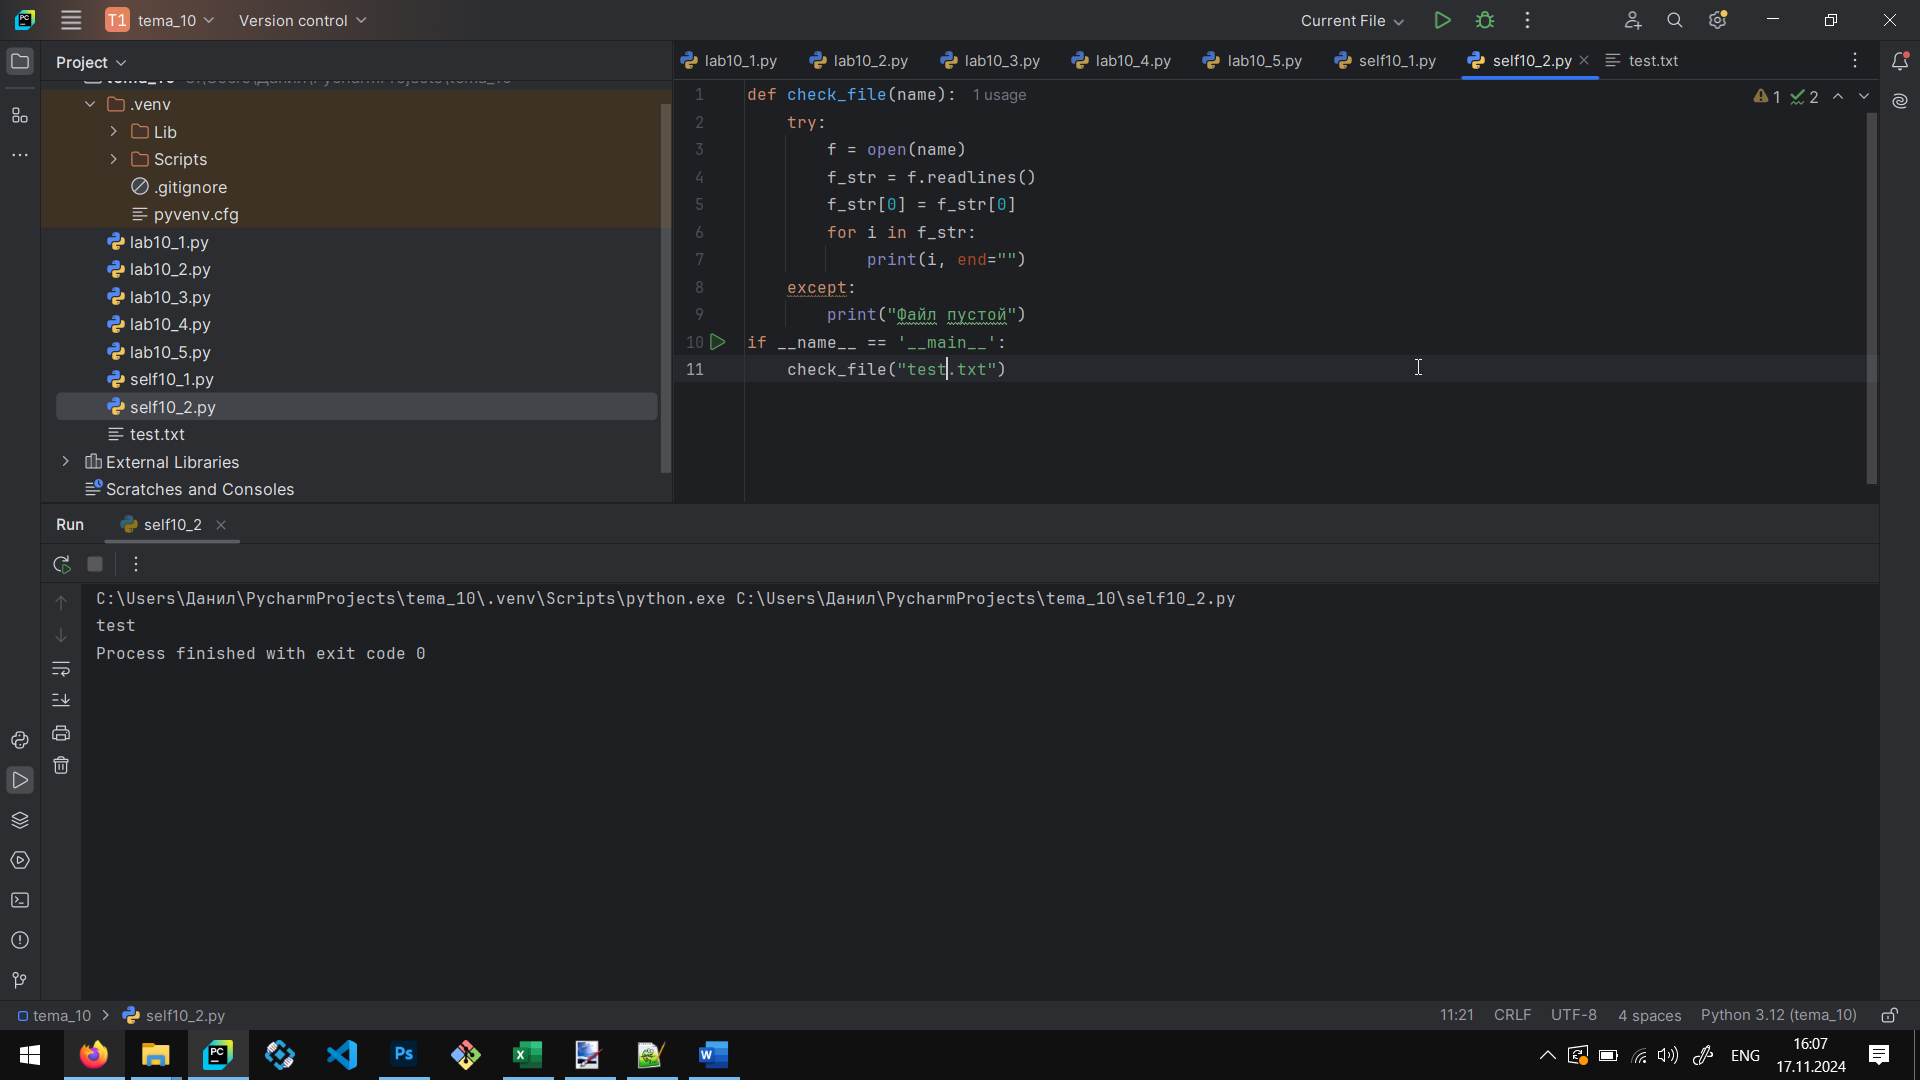 T1 tema_10 Version control Current File
Project
lab10_1.py lab10_2.py lab10_3.py lab10_4.py lab10_5.py self10_1.py self10_2.py test.txt
.venv
Lib
Scripts
.gitignore
pyvenv.cfg
lab10_1.py
lab10_2.py
lab10_3.py
lab10_4.py
lab10_5.py
self10_1.py
self10_2.py
test.txt
External Libraries
Scratches and Consoles
1 def check_file(name): 1 usage
1 2
2 try:
3 f = open(name)
4 f_str = f.readlines()
5 f_str[0] = f_str[0]
6 for i in f_str:
7 print(i, end="")
8 except:
9 print("Файл пустой")
10 if __name__ == '__main__':
11 check_file("test.txt")
Run self10_2
C:\Users\Данил\PycharmProjects\tema_10\.venv\Scripts\python.exe C:\Users\Данил\PycharmProjects\tema_10\self10_2.py
test
Process finished with exit code 0
tema_10 self10_2.py
11:21 CRLF UTF-8 4 spaces Python 3.12 (tema_10)
PC Ps X W
ENG
16:07
17.11.2024